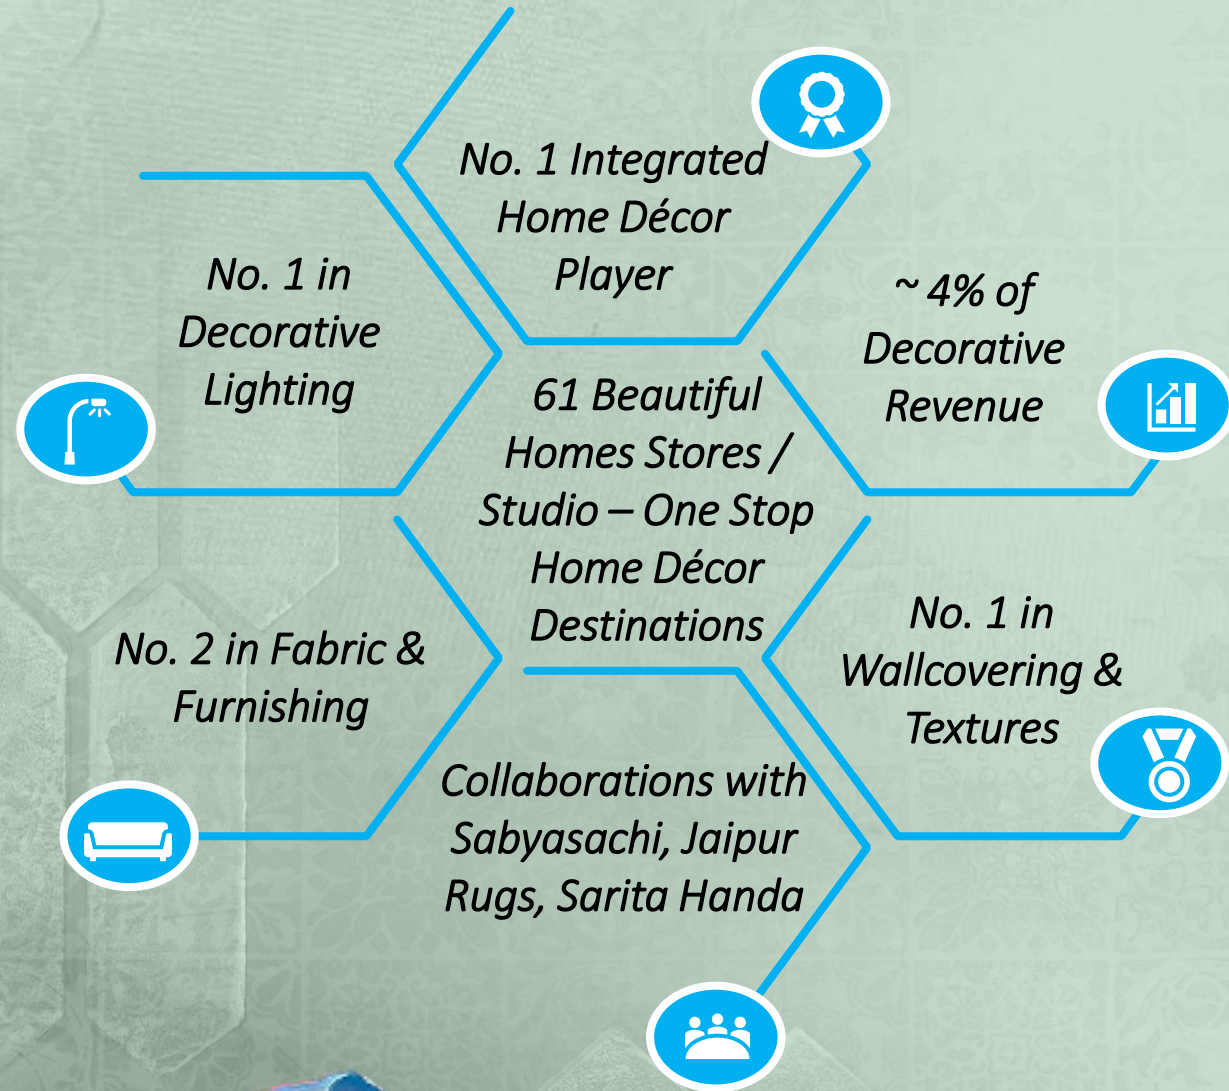 No. 1 Integrated
Home Décor
Player
No. 1 in
Decorative
Lighting
~ 4% of
Decorative
Revenue
61 Beautiful
Homes Stores /
Studio – One Stop
Home Décor
Destinations
No. 2 in Fabric &
Furnishing
No. 1 in
Wallcovering &
Textures
Collaborations with
Sabyasachi, Jaipur
Rugs, Sarita Handa